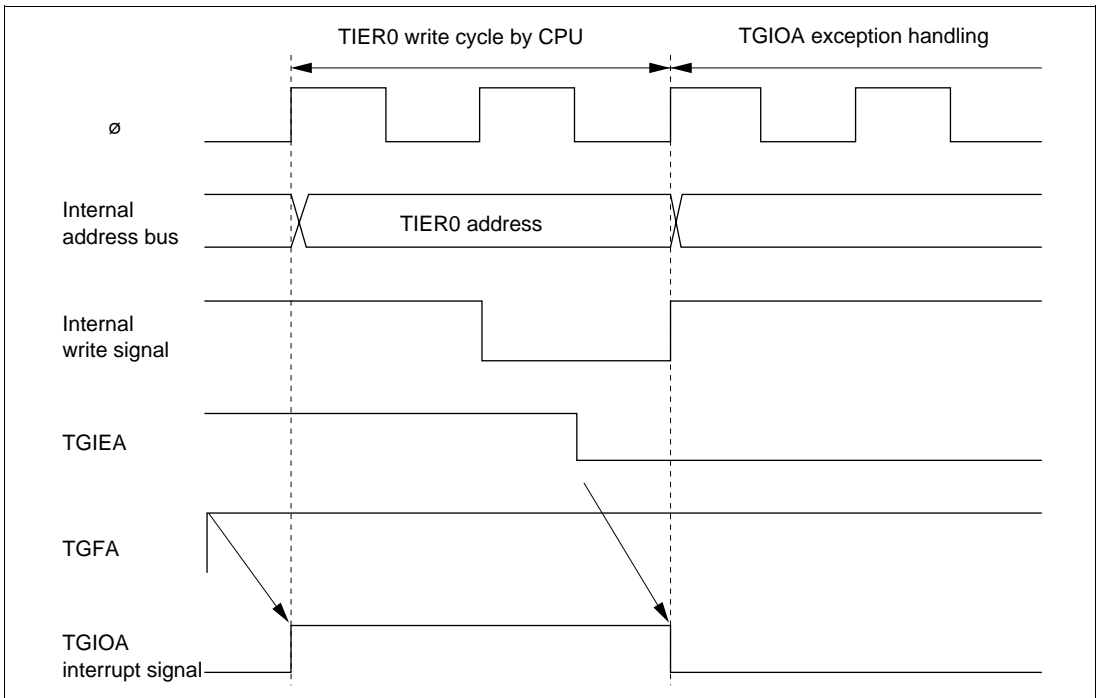 TIER0 write cycle by CPU
TGIOA exception handling
ø
Internal
address bus
TIER0 address
Internal
write signal
TGIEA
TGFA
TGIOA
interrupt signal